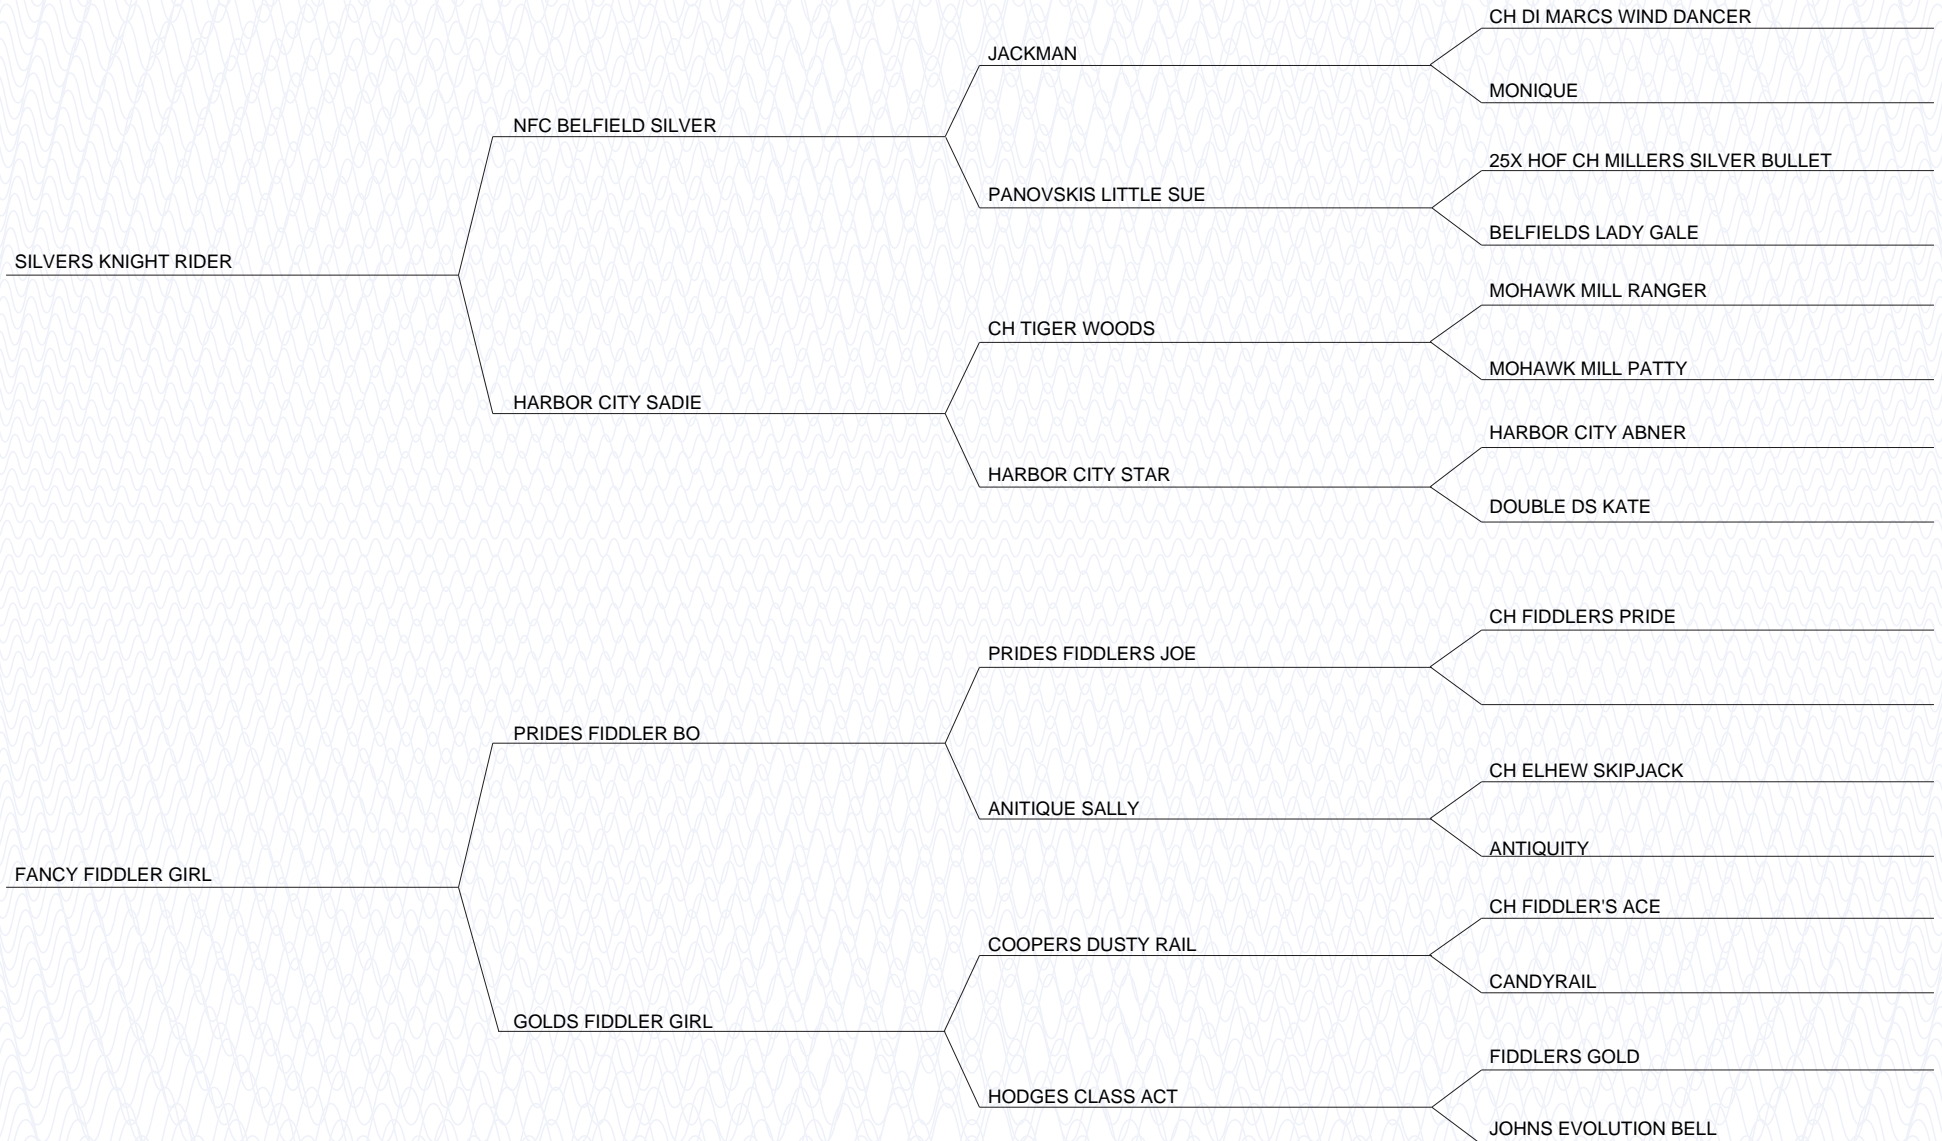 CH DI MARCS WIND DANCER
JACKMAN
MONIQUE
NFC BELFIELD SILVER
25X HOF CH MILLERS SILVER BULLET
PANOVSKIS LITTLE SUE
BELFIELDS LADY GALE
SILVERS KNIGHT RIDER
MOHAWK MILL RANGER
CH TIGER WOODS
MOHAWK MILL PATTY
HARBOR CITY SADIE
HARBOR CITY ABNER
HARBOR CITY STAR
DOUBLE DS KATE
CH FIDDLERS PRIDE
PRIDES FIDDLERS JOE
PRIDES FIDDLER BO
CH ELHEW SKIPJACK
ANITIQUE SALLY
ANTIQUITY
FANCY FIDDLER GIRL
CH FIDDLER'S ACE
COOPERS DUSTY RAIL
CANDYRAIL
GOLDS FIDDLER GIRL
FIDDLERS GOLD
HODGES CLASS ACT
JOHNS EVOLUTION BELL